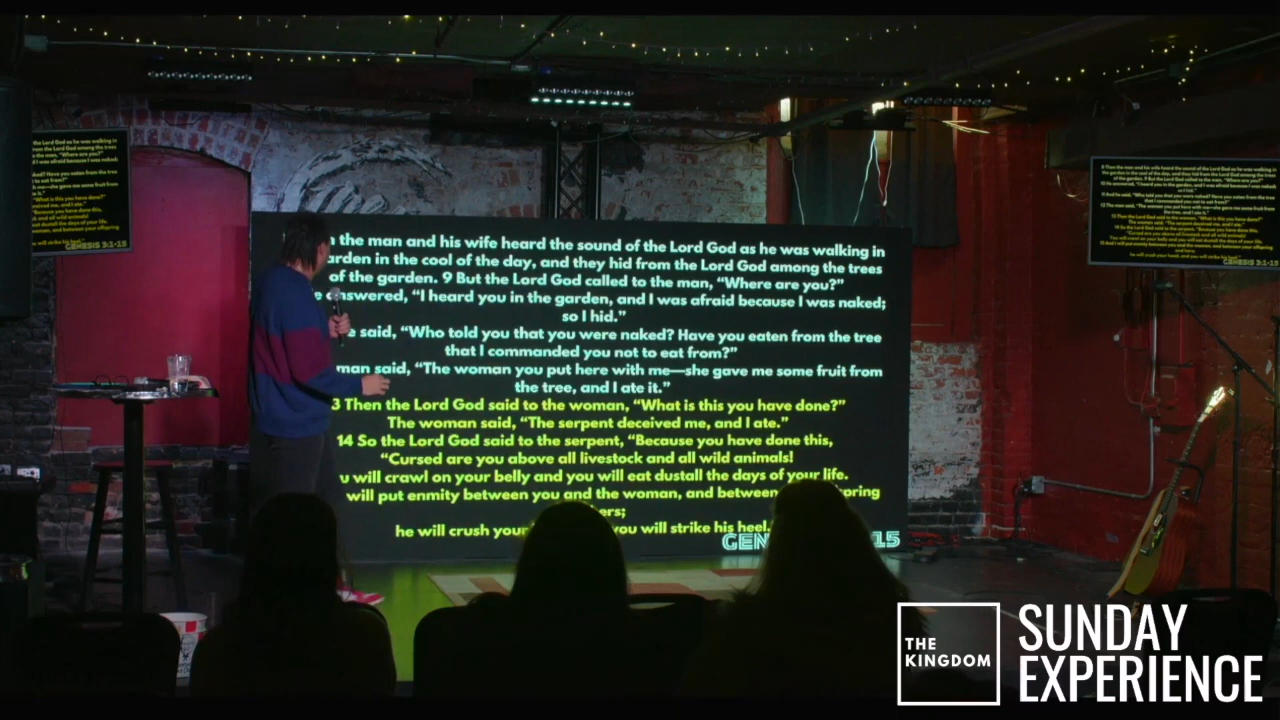 n the man and his wife heard the sound of the Lord God as he was walking in
arden in the cool of the day, and they hid from the Lord God among the trees
of the garden. 9 But the Lord God called to the man, “Where are you?”
e answered, “I heard you in the garden, and I was afraid because I was naked;
so I hid.”
e said, “Who told you that you were naked? Have you eaten from the tree
that I commanded you not to eat from?”
man said, “The woman you put here with me—she gave me some fruit from
the tree, and I ate it.”
3 Then the Lord God said to the woman, “What is this you have done?”
The woman said, “The serpent deceived me, and I ate.”
14 So the Lord God said to the serpent, “Because you have done this,
“Cursed are you above all livestock and all wild animals!
u will crawl on your belly and you will eat dustall the days of your life.
will put enmity between you and the woman, and between pring
ers;
he will crush your you will strike his heel.
GEN 15
GENESIS 3:1-15
GENESIS 3:1-15
THE
KINGDOM
SUNDAY
EXPERIENCE